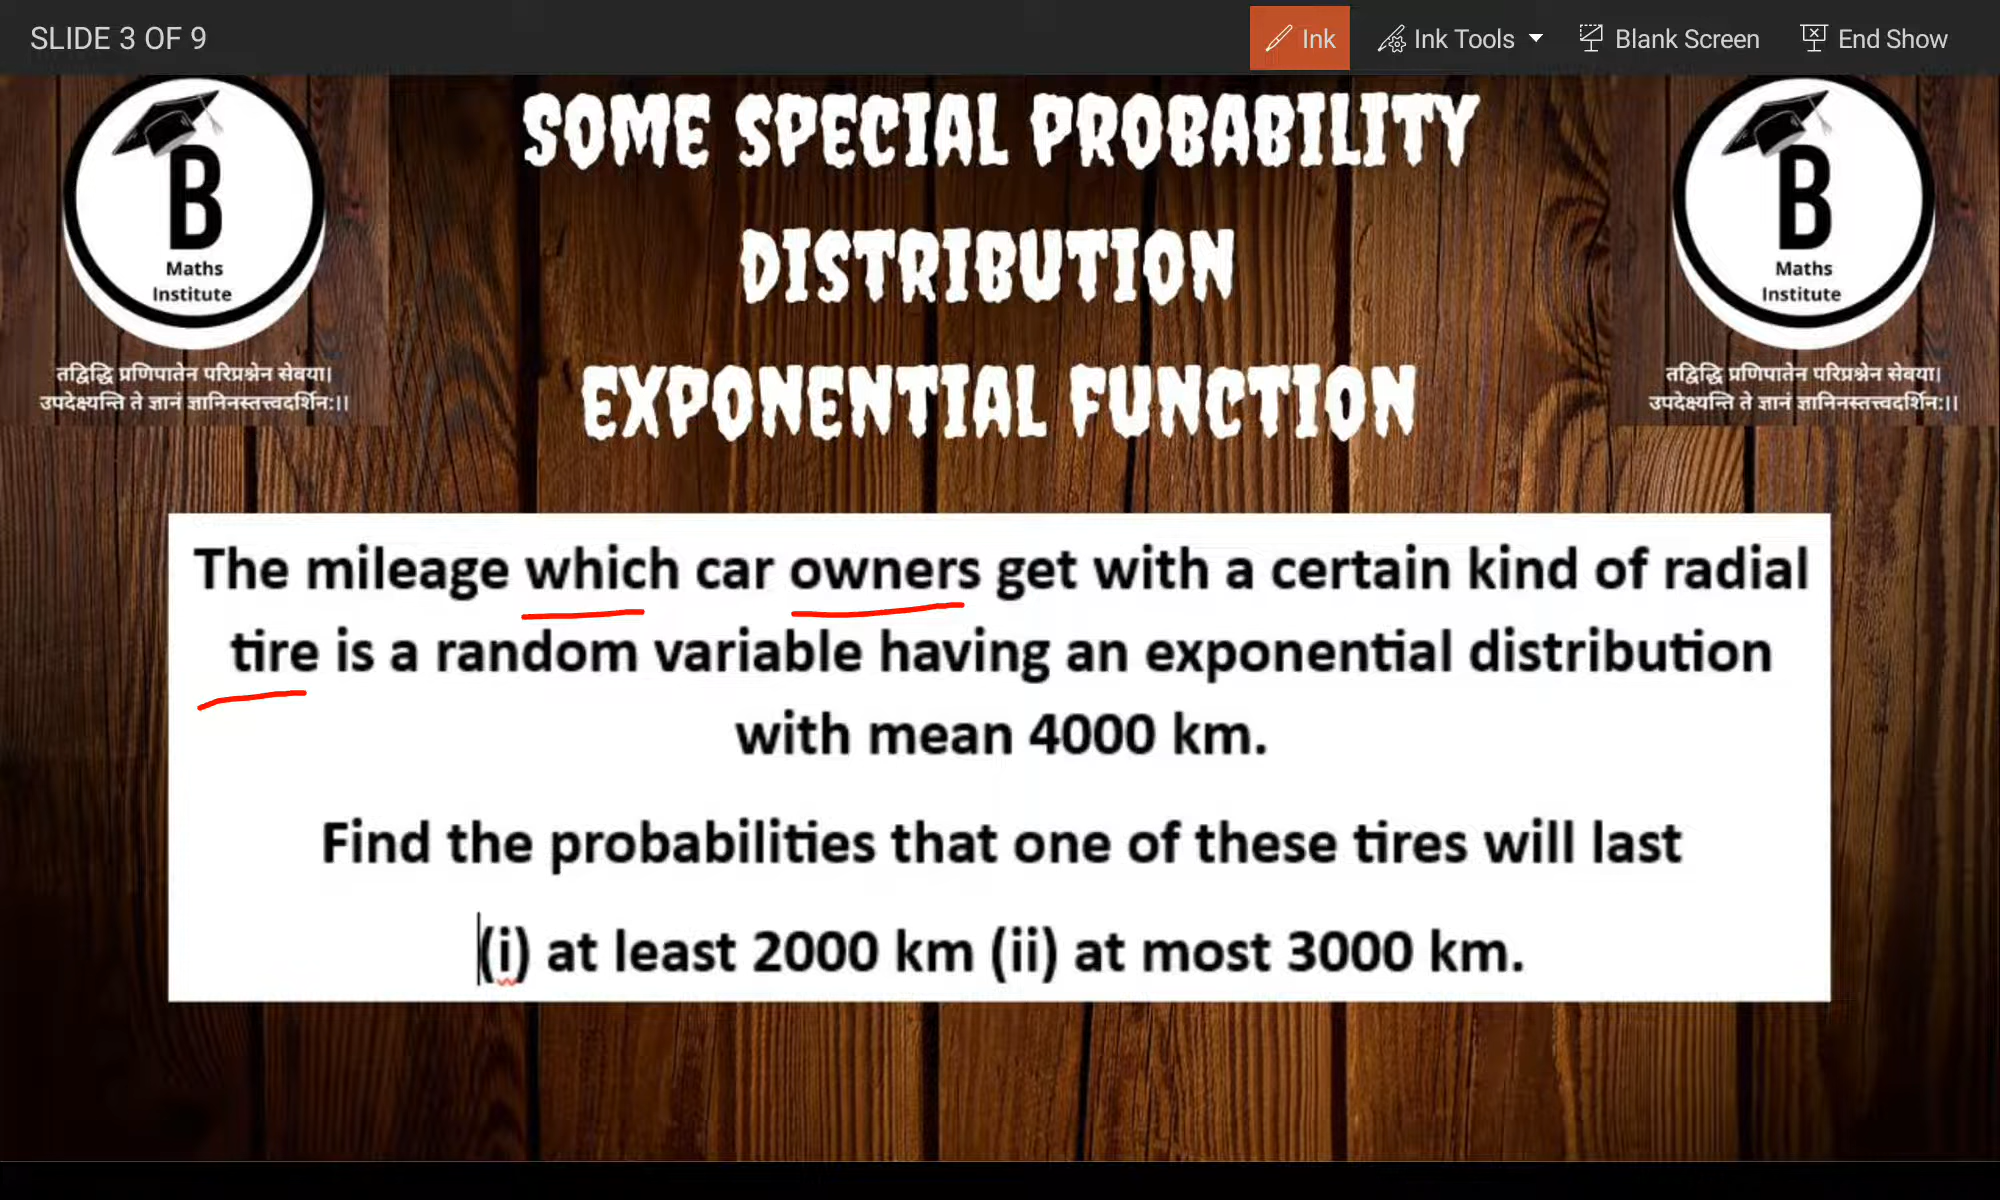 SLIDE 3 OF 9
Ink
Ink Tools
Blank Screen
End Show
B
Maths
Institute
तद्विद्धि प्रणिपातेन परिप्रश्नेन सेवया।
उपदेक्ष्यन्ति ते ज्ञानं ज्ञानिनस्तत्त्वदर्शिन:।।
SOME SPECIAL PROBABILITY
DISTRIBUTION
EXPONENTIAL FUNCTION
B
Maths
Institute
तद्विद्धि प्रणिपातेन परिप्रश्नेन सेवया।
उपदेक्ष्यन्ति ते ज्ञानं ज्ञानिनस्तत्त्वदर्शिन:।।
The mileage which car owners get with a certain kind of radial
tire is a random variable having an exponential distribution
with mean 4000 km.
Find the probabilities that one of these tires will last
(i) at least 2000 km (ii) at most 3000 km.